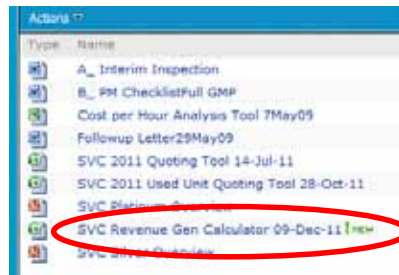 Actions
Type Name
A_ Interim Inspection
B_ PM ChecklistFull GMP
Cost per Hour Analysis Tool 7May09
Followup Letter29May09
SVC 2011 Quoting Tool 14-Jul-11
SVC 2011 Used Unit Quoting Tool 28-Oct-11
SVC Platinum Overview
SVC Revenue Gen Calculator 09-Dec-11 ! NEW
SVC Silver Overview